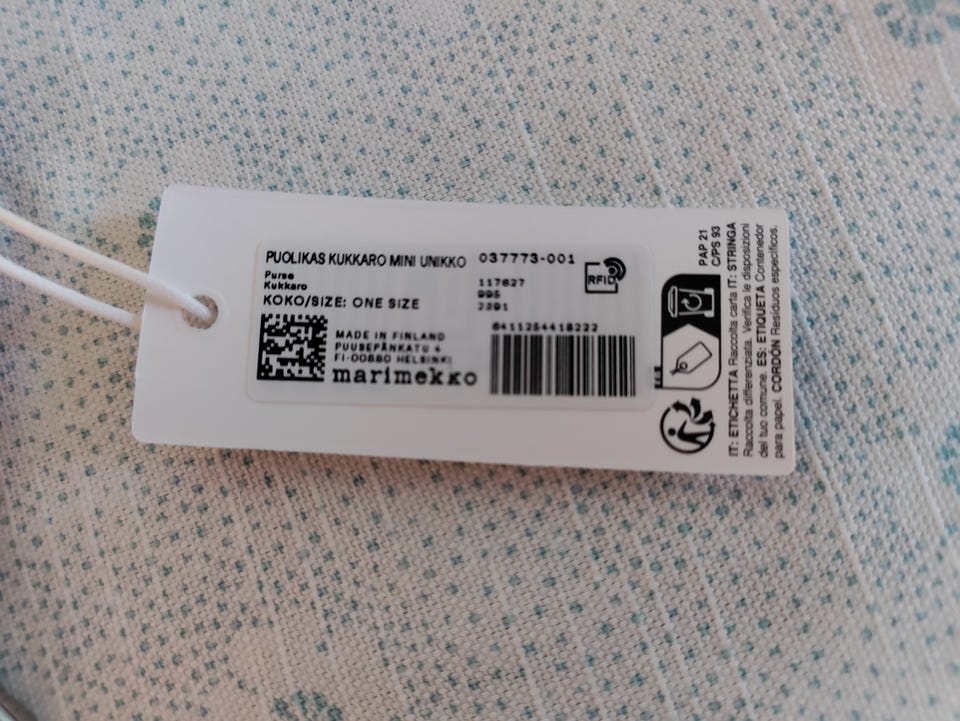 PUOLIKAS KUKKARO MINI UNIKKO 037773-001
Purse
Kukkaro
KOKO/SIZE: ONE SIZE
117627
995
2391
RFID
6411254418222
MADE IN FINLAND
PUUSEPÄNKATU 4
FI-00880 HELSINKI
marimekko
PAP 21
C/PS 93
IT: ETICHETTA Raccolta carta IT: STRINGA
Raccolta differenziata. Verifica le disposizioni
del tuo comune. ES: ETIQUETA Contenedor
para papel. CORDÓN Residuos específicos.